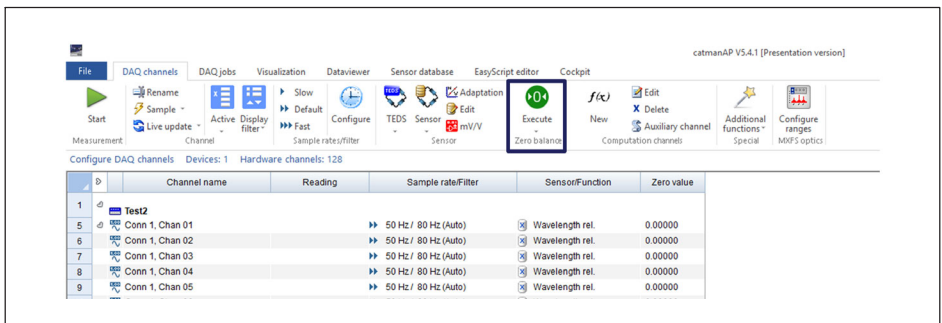 catmanAP V5.4.1 [Presentation version]
File DAQ channels DAQ jobs Visualization Dataviewer Sensor database EasyScript editor Cockpit
Start
Rename
Sample
Live update
Active
Display filter
Slow
Default
Fast
Configure
TEDS
Sensor
Adaptation
Edit
mV/V
>0<
Execute
f(x)
New
Edit
X Delete
Auxiliary channel
Additional functions
Configure ranges
Measurement Channel Sample rates/filter Sensor Zero balance Computation channels Special MXFS optics
Configure DAQ channels Devices: 1 Hardware channels: 128
Channel name Reading Sample rate/Filter Sensor/Function Zero value
1 Test2
5 Conn 1, Chan 01 50 Hz / 80 Hz (Auto) Wavelength rel. 0.00000
6 Conn 1, Chan 02 50 Hz / 80 Hz (Auto) Wavelength rel. 0.00000
7 Conn 1, Chan 03 50 Hz / 80 Hz (Auto) Wavelength rel. 0.00000
8 Conn 1, Chan 04 50 Hz / 80 Hz (Auto) Wavelength rel. 0.00000
9 Conn 1, Chan 05 50 Hz / 80 Hz (Auto) Wavelength rel. 0.00000